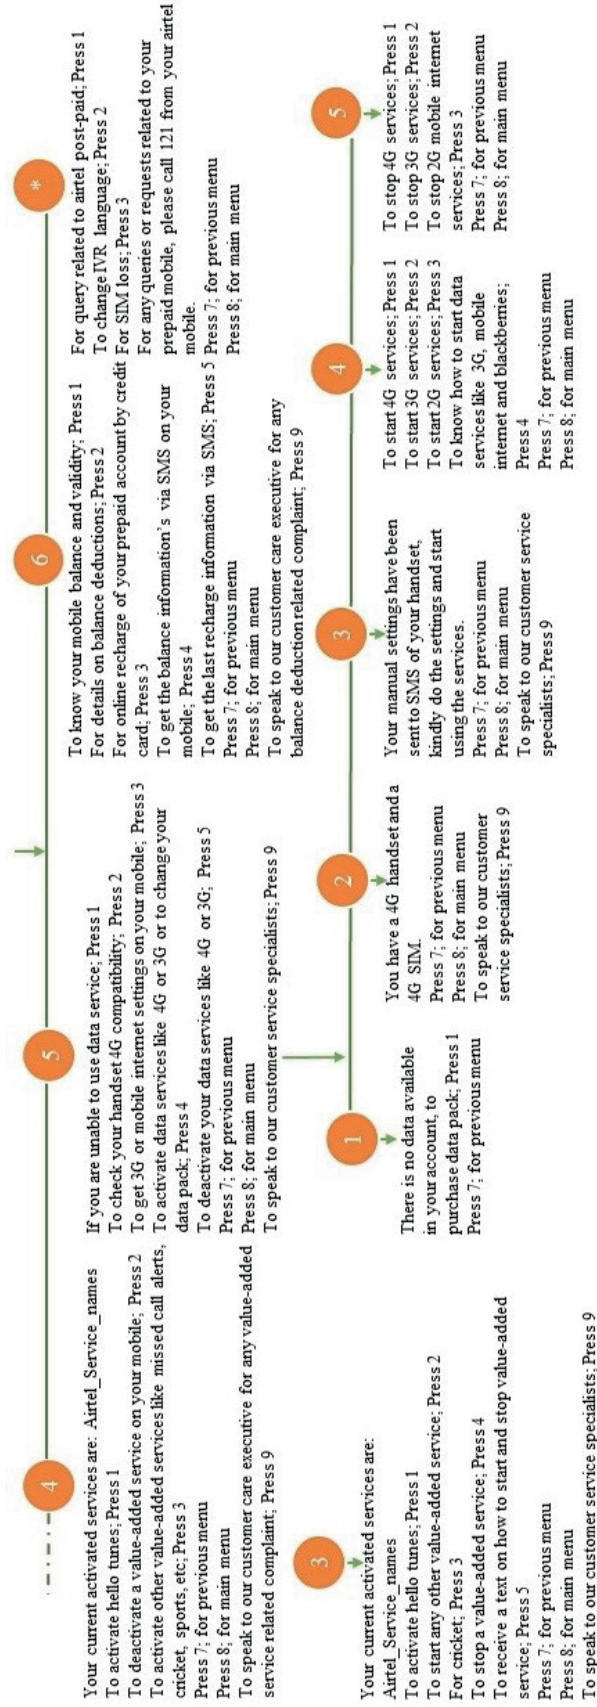 4
Your current activated services are: Airtel_Service_names
To activate hello tunes; Press 1
To deactivate a value-added service on your mobile; Press 2
To activate other value-added services like missed call alerts,
cricket, sports, etc; Press 3
Press 7; for previous menu
Press 8; for main menu
To speak to our customer care executive for any value-added
service related complaint; Press 9
5
If you are unable to use data service; Press 1
To check your handset 4G compatibility; Press 2
To get 3G or mobile internet settings on your mobile; Press 3
To activate data services like 4G or 3G or to change your
data pack; Press 4
To deactivate your data services like 4G or 3G; Press 5
Press 7; for previous menu
Press 8; for main menu
To speak to our customer service specialists; Press 9
6
To know your mobile balance and validity; Press 1
For details on balance deductions; Press 2
For online recharge of your prepaid account by credit
card; Press 3
To get the balance information's via SMS on your
mobile; Press 4
To get the last recharge information via SMS; Press 5
Press 7; for previous menu
Press 8; for main menu
To speak to our customer care executive for any
balance deduction related complaint; Press 9
*
For query related to airtel post-paid; Press 1
To change IVR language; Press 2
For SIM loss; Press 3
For any queries or requests related to your
prepaid mobile, please call 121 from your airtel
mobile.
Press 7; for previous menu
Press 8; for main menu
3
Your current activated services are:
Airtel_Service_names
To activate hello tunes; Press 1
To start any other value-added service; Press 2
For cricket; Press 3
To stop a value-added service; Press 4
To receive a text on how to start and stop value-added
service; Press 5
Press 7; for previous menu
Press 8; for main menu
To speak to our customer service specialists; Press 9
1
There is no data available
in your account, to
purchase data pack; Press 1
Press 7; for previous menu
2
You have a 4G handset and a
4G SIM.
Press 7; for previous menu
Press 8; for main menu
To speak to our customer
service specialists; Press 9
3
Your manual settings have been
sent to SMS of your handset,
kindly do the settings and start
using the services.
Press 7; for previous menu
Press 8; for main menu
To speak to our customer service
specialists; Press 9
4
To start 4G services; Press 1
To start 3G services; Press 2
To start 2G services; Press 3
To know how to start data
services like 3G, mobile
internet and blackberries;
Press 4
Press 7; for previous menu
Press 8; for main menu
5
To stop 4G services; Press 1
To stop 3G services; Press 2
To stop 2G mobile internet
services; Press 3
Press 7; for previous menu
Press 8; for main menu